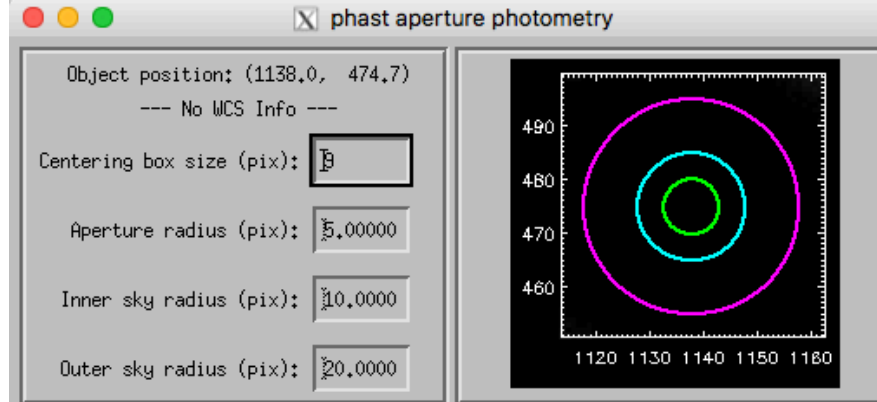 phast aperture photometry
Object position: (1138.0, 474.7)
--- No WCS Info ---
Centering box size (pix): 9
Aperture radius (pix): 5.00000
Inner sky radius (pix): 10.0000
Outer sky radius (pix): 20.0000
490
480
470
460
1120 1130 1140 1150 1160